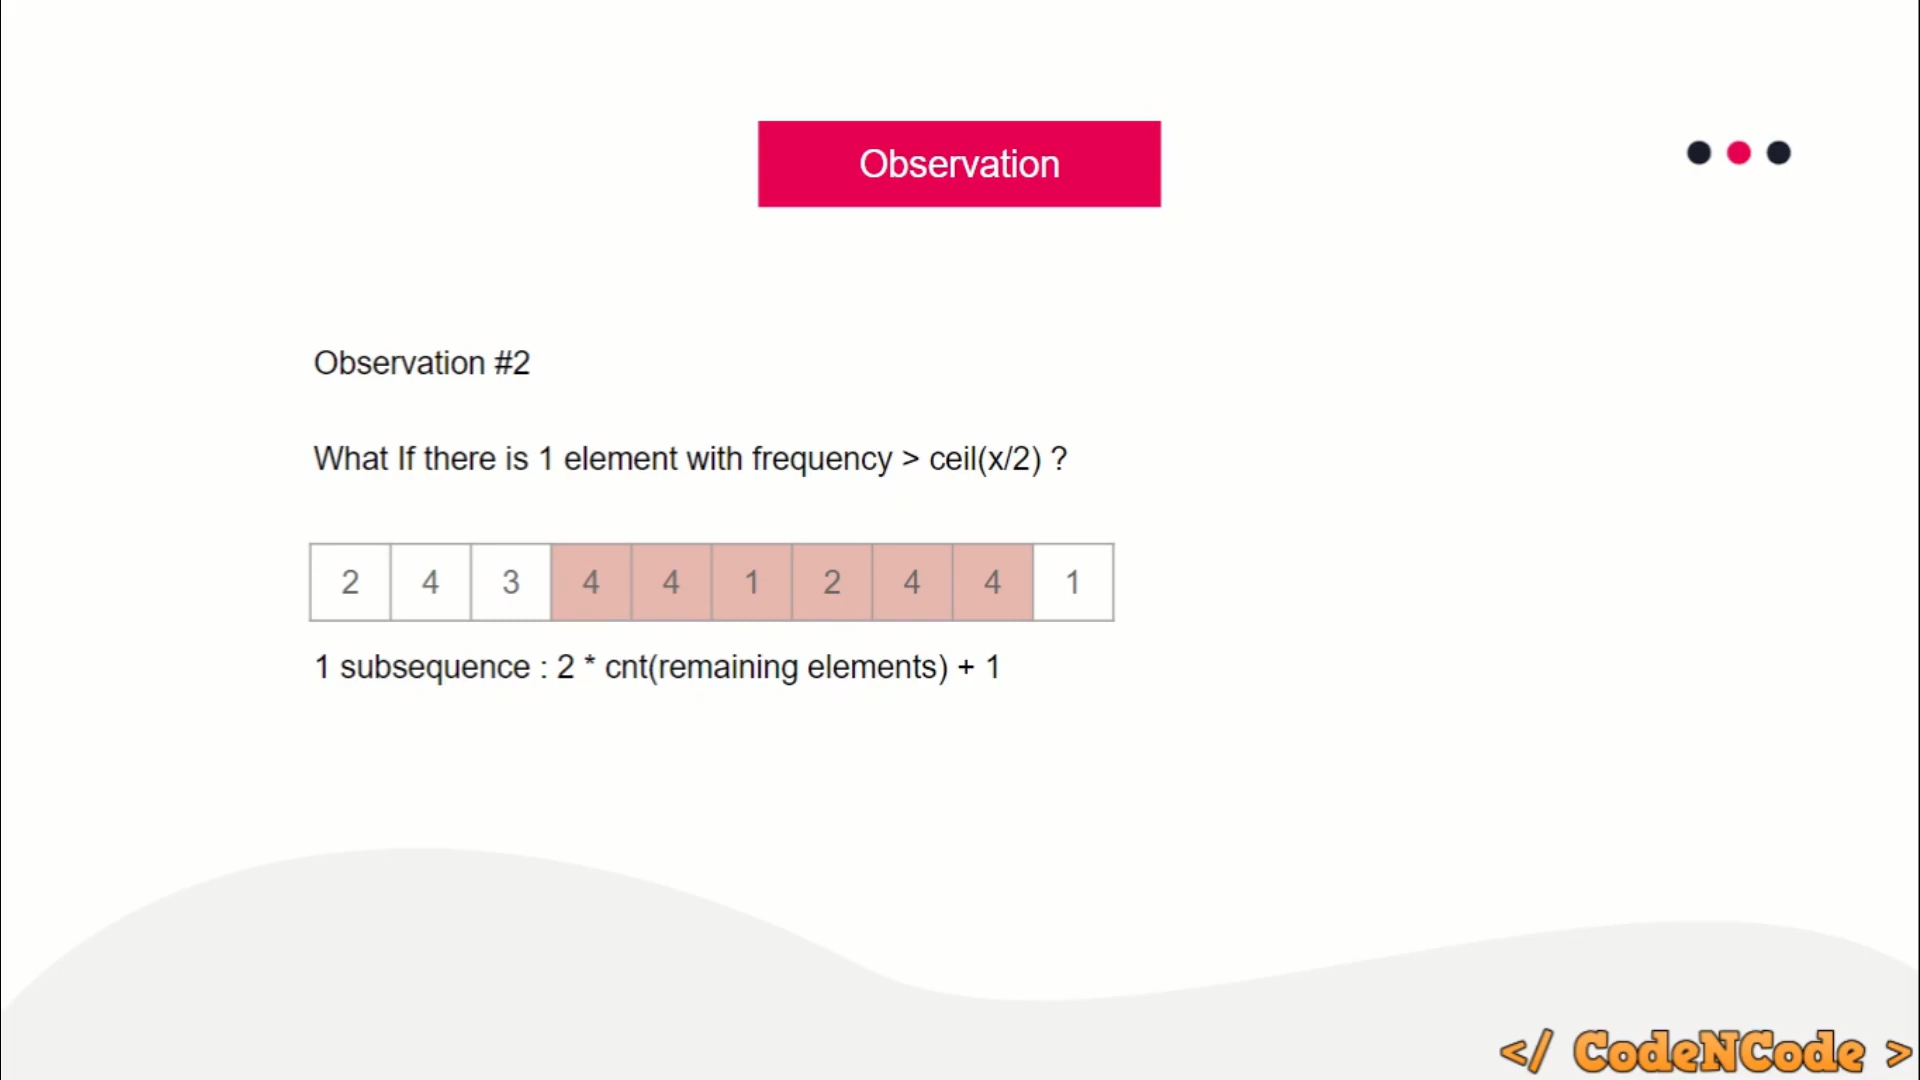 Observation
Observation #2
What If there is 1 element with frequency > ceil(x/2) ?
2 4 3 4 4 1 2 4 4 1
1 subsequence : 2 * cnt(remaining elements) + 1
</ CodeNCode >